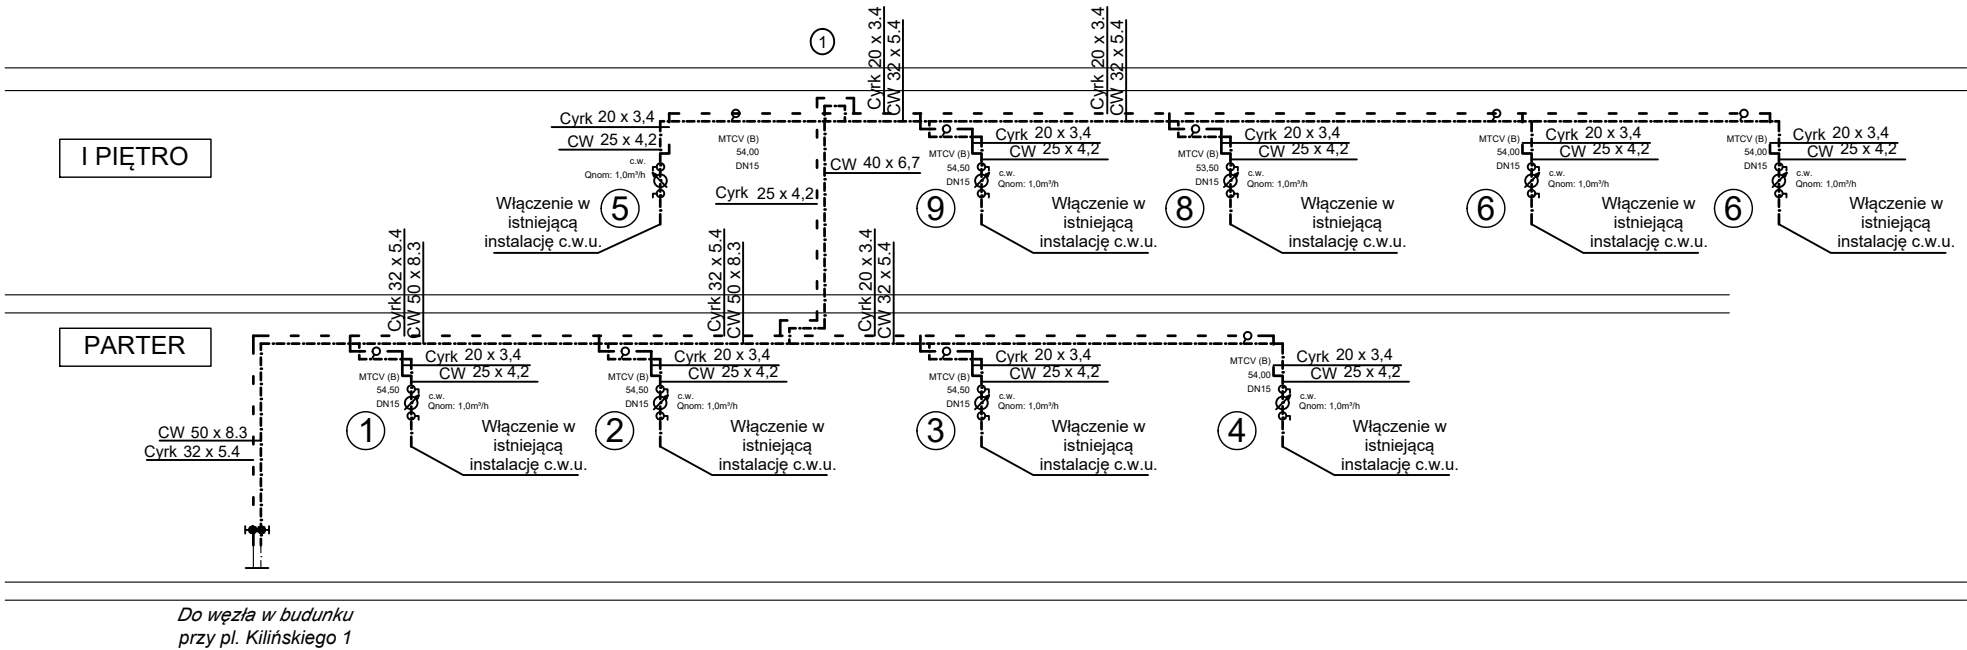 1
Cyrk 20 x 3.4
CW 32 x 5.4
Cyrk 20 x 3.4
CW 32 x 5.4
I PIĘTRO
Cyrk 20 x 3,4
CW 25 x 4,2
c.w.
Qnom: 1,0m³/h
5
Włączenie w
istniejącą
instalację c.w.u.
MTCV (B)
54,00
DN15
CW 40 x 6,7
Cyrk 25 x 4,2
Cyrk 20 x 3,4
CW 25 x 4,2
MTCV (B)
54,50
DN15
c.w.
Qnom: 1,0m³/h
9
Włączenie w
istniejącą
instalację c.w.u.
Cyrk 20 x 3,4
CW 25 x 4,2
MTCV (B)
53,50
DN15
c.w.
Qnom: 1,0m³/h
8
Włączenie w
istniejącą
instalację c.w.u.
Cyrk 20 x 3,4
CW 25 x 4,2
MTCV (B)
54,00
DN15
c.w.
Qnom: 1,0m³/h
6
Włączenie w
istniejącą
instalację c.w.u.
Cyrk 20 x 3,4
CW 25 x 4,2
MTCV (B)
54,00
DN15
c.w.
Qnom: 1,0m³/h
6
Włączenie w
istniejącą
instalację c.w.u.
Cyrk 32 x 5.4
CW 50 x 8.3
Cyrk 32 x 5.4
CW 50 x 8.3
Cyrk 20 x 3.4
CW 32 x 5.4
PARTER
Cyrk 20 x 3,4
CW 25 x 4,2
MTCV (B)
54,50
DN15
c.w.
Qnom: 1,0m³/h
1
Włączenie w
istniejącą
instalację c.w.u.
Cyrk 20 x 3,4
CW 25 x 4,2
MTCV (B)
54,50
DN15
c.w.
Qnom: 1,0m³/h
2
Włączenie w
istniejącą
instalację c.w.u.
Cyrk 20 x 3,4
CW 25 x 4,2
MTCV (B)
54,50
DN15
c.w.
Qnom: 1,0m³/h
3
Włączenie w
istniejącą
instalację c.w.u.
Cyrk 20 x 3,4
CW 25 x 4,2
MTCV (B)
54,00
DN15
c.w.
Qnom: 1,0m³/h
4
Włączenie w
istniejącą
instalację c.w.u.
CW 50 x 8.3
Cyrk 32 x 5.4
Do węzła w budunku
przy pl. Kilińskiego 1